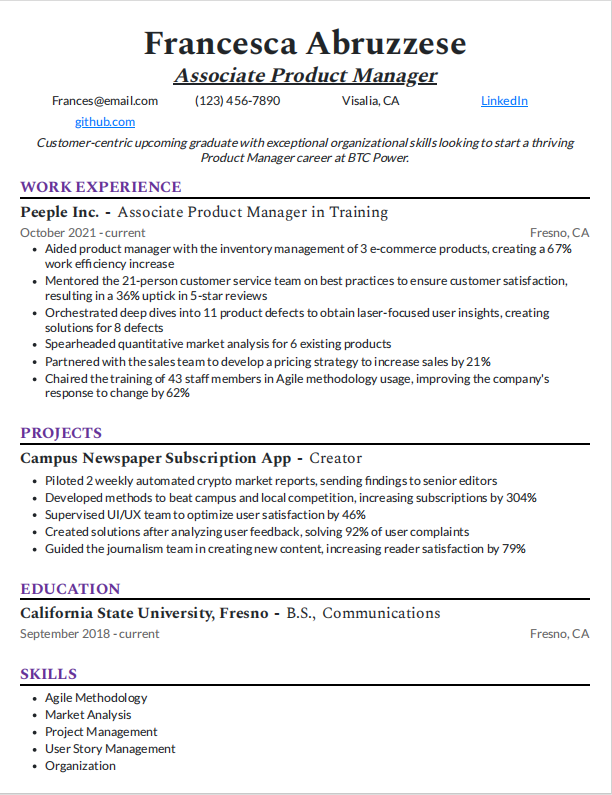 Francesca Abruzzese
Associate Product Manager
Frances@email.com (123) 456-7890 Visalia, CA LinkedIn
github.com
Customer-centric upcoming graduate with exceptional organizational skills looking to start a thriving
Product Manager career at BTC Power.
WORK EXPERIENCE
Peeple Inc. - Associate Product Manager in Training
October 2021 - current Fresno, CA
• Aided product manager with the inventory management of 3 e-commerce products, creating a 67%
work efficiency increase
• Mentored the 21-person customer service team on best practices to ensure customer satisfaction,
resulting in a 36% uptick in 5-star reviews
• Orchestrated deep dives into 11 product defects to obtain laser-focused user insights, creating
solutions for 8 defects
• Spearheaded quantitative market analysis for 6 existing products
• Partnered with the sales team to develop a pricing strategy to increase sales by 21%
• Chaired the training of 43 staff members in Agile methodology usage, improving the company's
response to change by 62%
PROJECTS
Campus Newspaper Subscription App - Creator
• Piloted 2 weekly automated crypto market reports, sending findings to senior editors
• Developed methods to beat campus and local competition, increasing subscriptions by 304%
• Supervised UI/UX team to optimize user satisfaction by 46%
• Created solutions after analyzing user feedback, solving 92% of user complaints
• Guided the journalism team in creating new content, increasing reader satisfaction by 79%
EDUCATION
California State University, Fresno - B.S., Communications
September 2018 - current Fresno, CA
SKILLS
• Agile Methodology
• Market Analysis
• Project Management
• User Story Management
• Organization